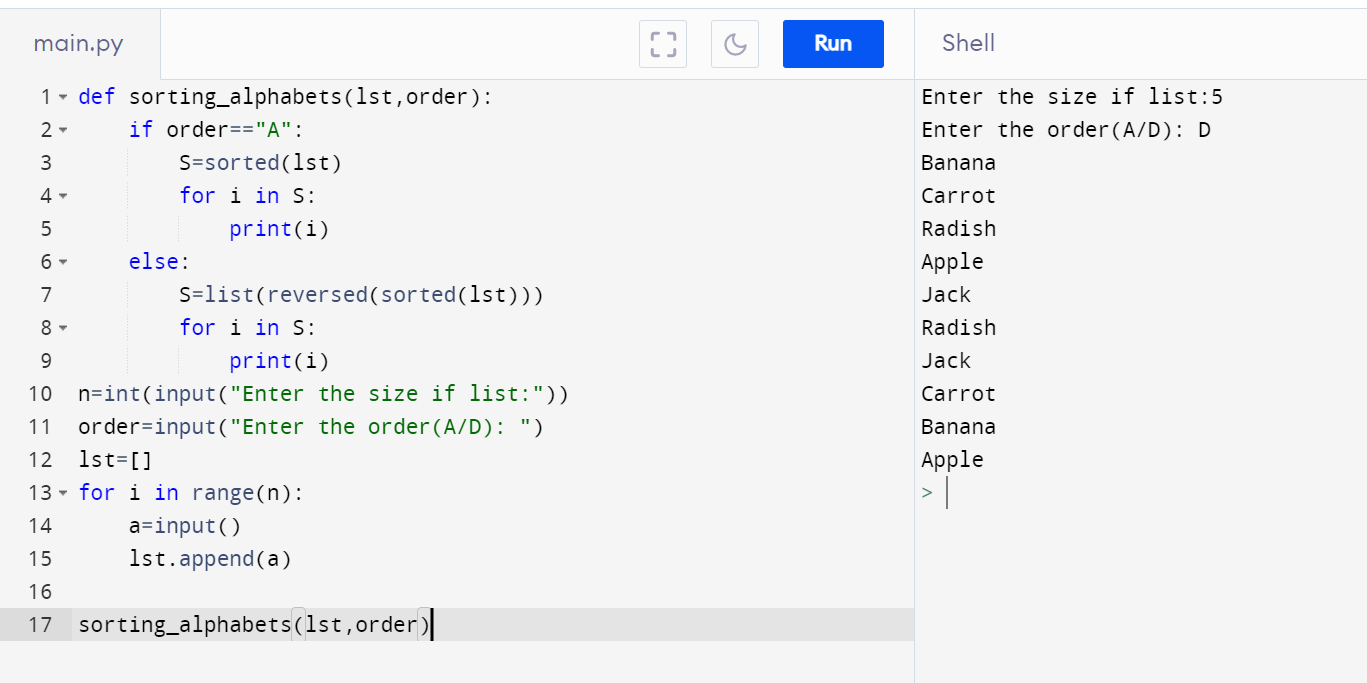 main.py
Run
Shell
1 def sorting_alphabets(lst,order):
2     if order=="A":
3         S=sorted(lst)
4         for i in S:
5             print(i)
6     else:
7         S=list(reversed(sorted(lst)))
8         for i in S:
9             print(i)
10 n=int(input("Enter the size if list:"))
11 order=input("Enter the order(A/D): ")
12 lst=[]
13 for i in range(n):
14     a=input()
15     lst.append(a)
16
17 sorting_alphabets(lst,order)
Enter the size if list:5
Enter the order(A/D): D
Banana
Carrot
Radish
Apple
Jack
Radish
Jack
Carrot
Banana
Apple
>